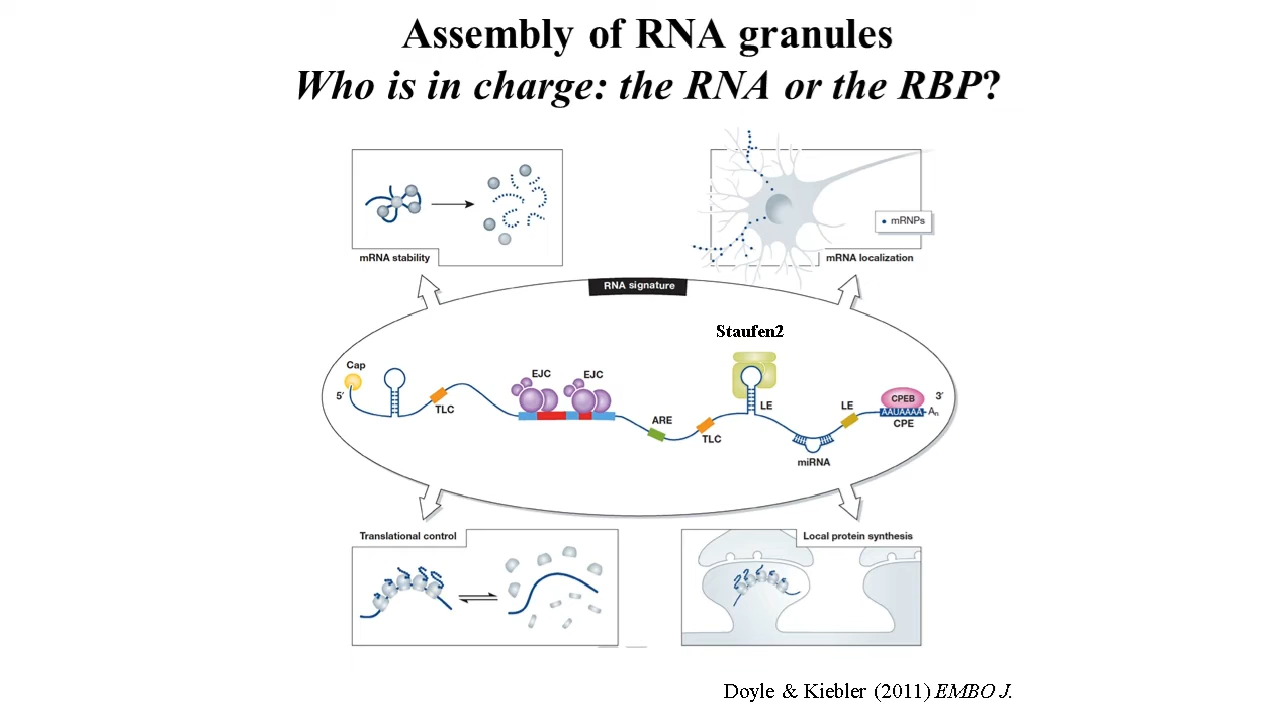 Assembly of RNA granules
Who is in charge: the RNA or the RBP?
mRNA stability
mRNPs
mRNA localization
RNA signature
Staufen2
Cap
5′
TLC
EJC
EJC
ARE
TLC
LE
miRNA
LE
CPEB
AAUAAAA
An
3′
CPE
Translational control
Local protein synthesis
Doyle & Kiebler (2011) EMBO J.